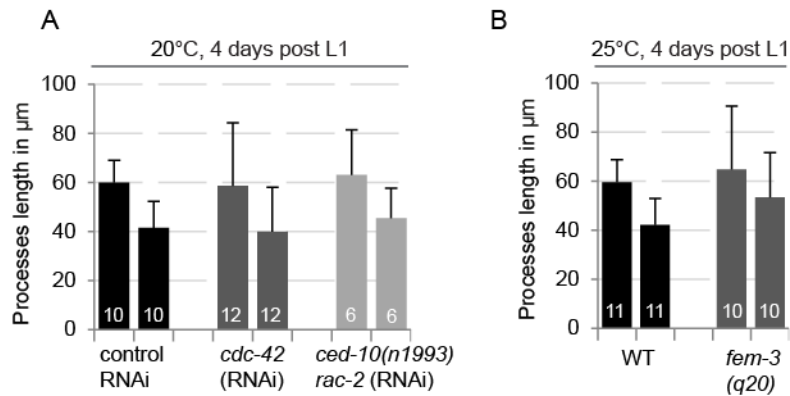 A
20°C, 4 days post L1
Processes length in µm
100
80
60
40
20
0
10
10
12
12
6
6
control
RNAi
cdc-42
(RNAi)
ced-10(n1993)
rac-2 (RNAi)
B
25°C, 4 days post L1
Processes length in µm
100
80
60
40
20
0
11
11
10
10
WT
fem-3
(q20)